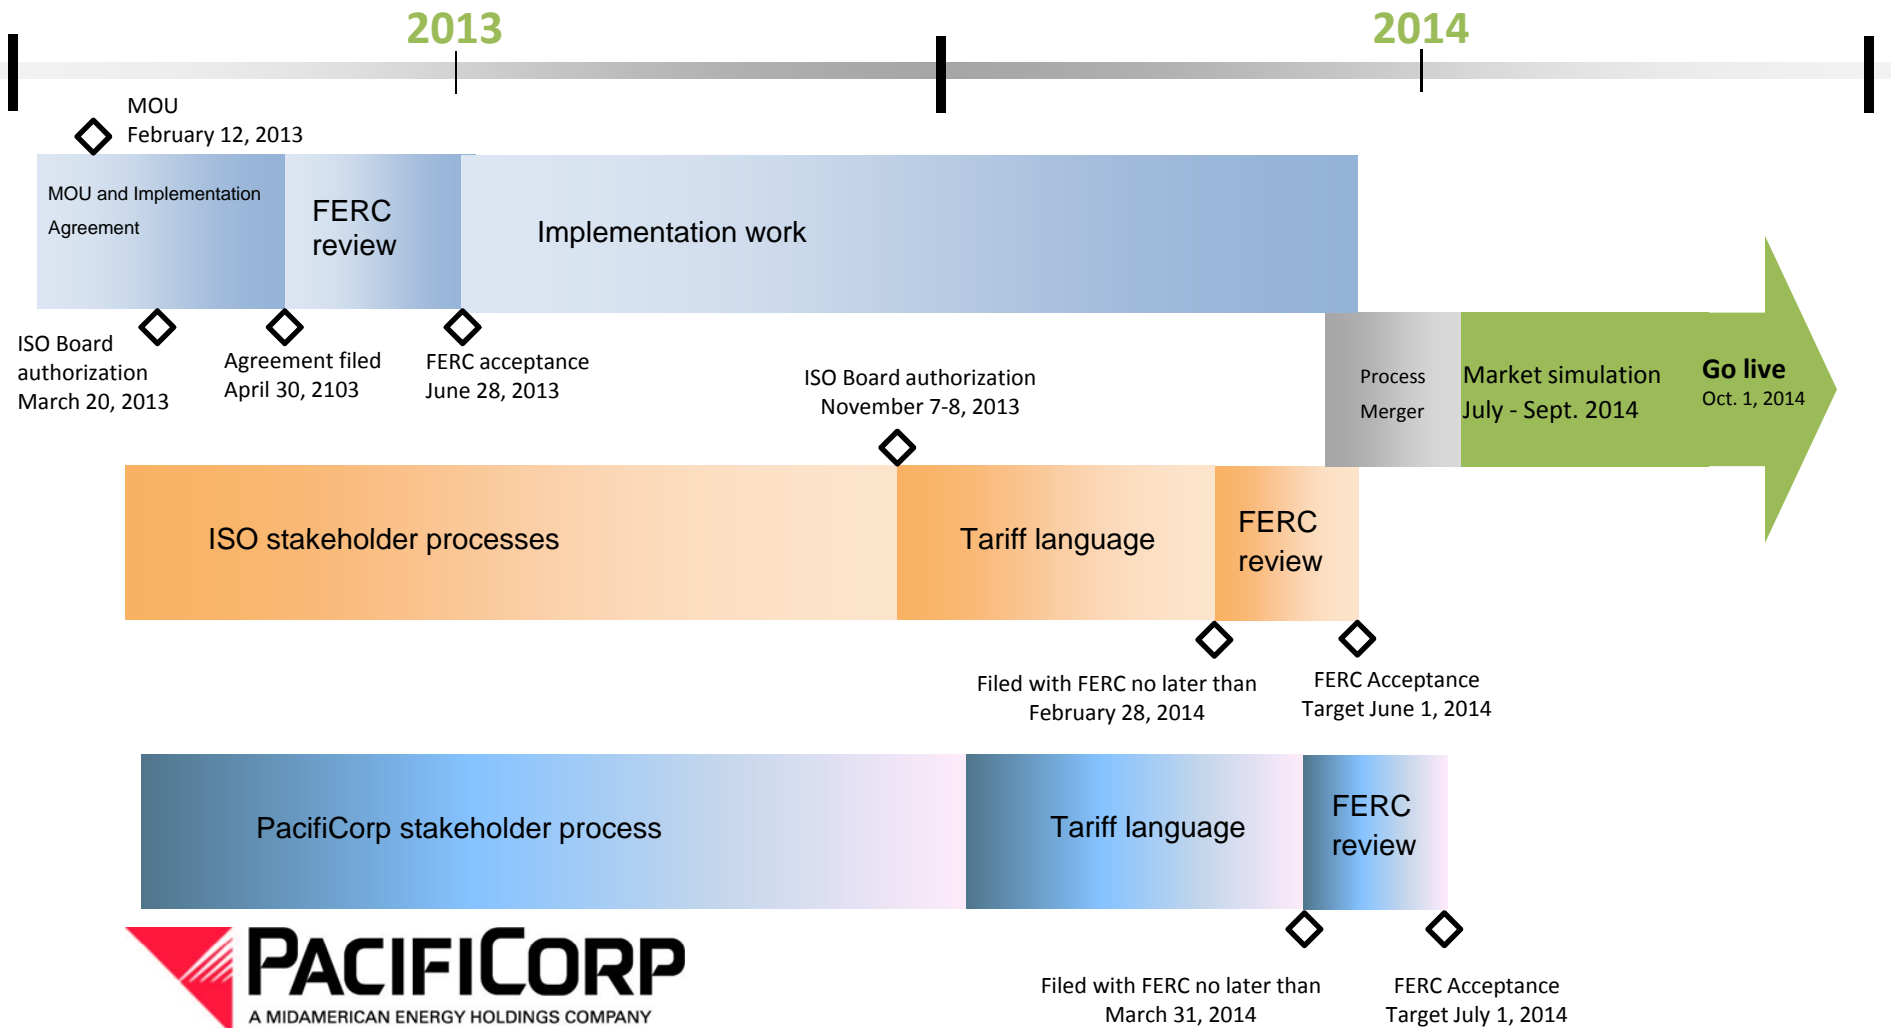 2013
2014
MOU
February 12, 2013
MOU and Implementation
Agreement
FERC
review
Implementation work
ISO Board
authorization
March 20, 2013
Agreement filed
April 30, 2103
FERC acceptance
June 28, 2013
ISO Board authorization
November 7-8, 2013
Process
Merger
Market simulation
July - Sept. 2014
Go live
Oct. 1, 2014
ISO stakeholder processes
Tariff language
FERC
review
Filed with FERC no later than
February 28, 2014
FERC Acceptance
Target June 1, 2014
PacifiCorp stakeholder process
Tariff language
FERC
review
Filed with FERC no later than
March 31, 2014
FERC Acceptance
Target July 1, 2014
PACIFICORP
A MIDAMERICAN ENERGY HOLDINGS COMPANY